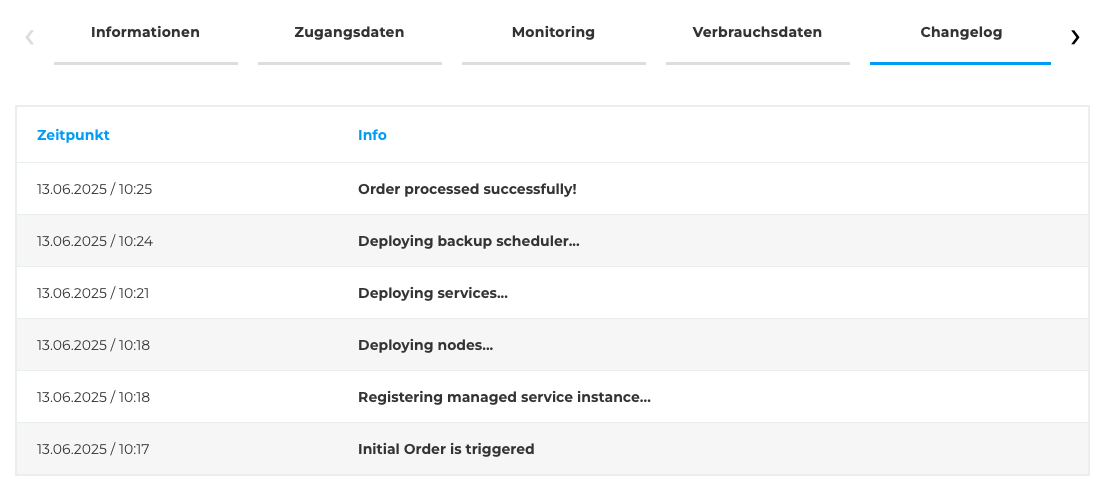 ‹ Informationen Zugangsdaten Monitoring Verbrauchsdaten Changelog ›
Zeitpunkt Info
13.06.2025 / 10:25 Order processed successfully!
13.06.2025 / 10:24 Deploying backup scheduler...
13.06.2025 / 10:21 Deploying services...
13.06.2025 / 10:18 Deploying nodes...
13.06.2025 / 10:18 Registering managed service instance...
13.06.2025 / 10:17 Initial Order is triggered